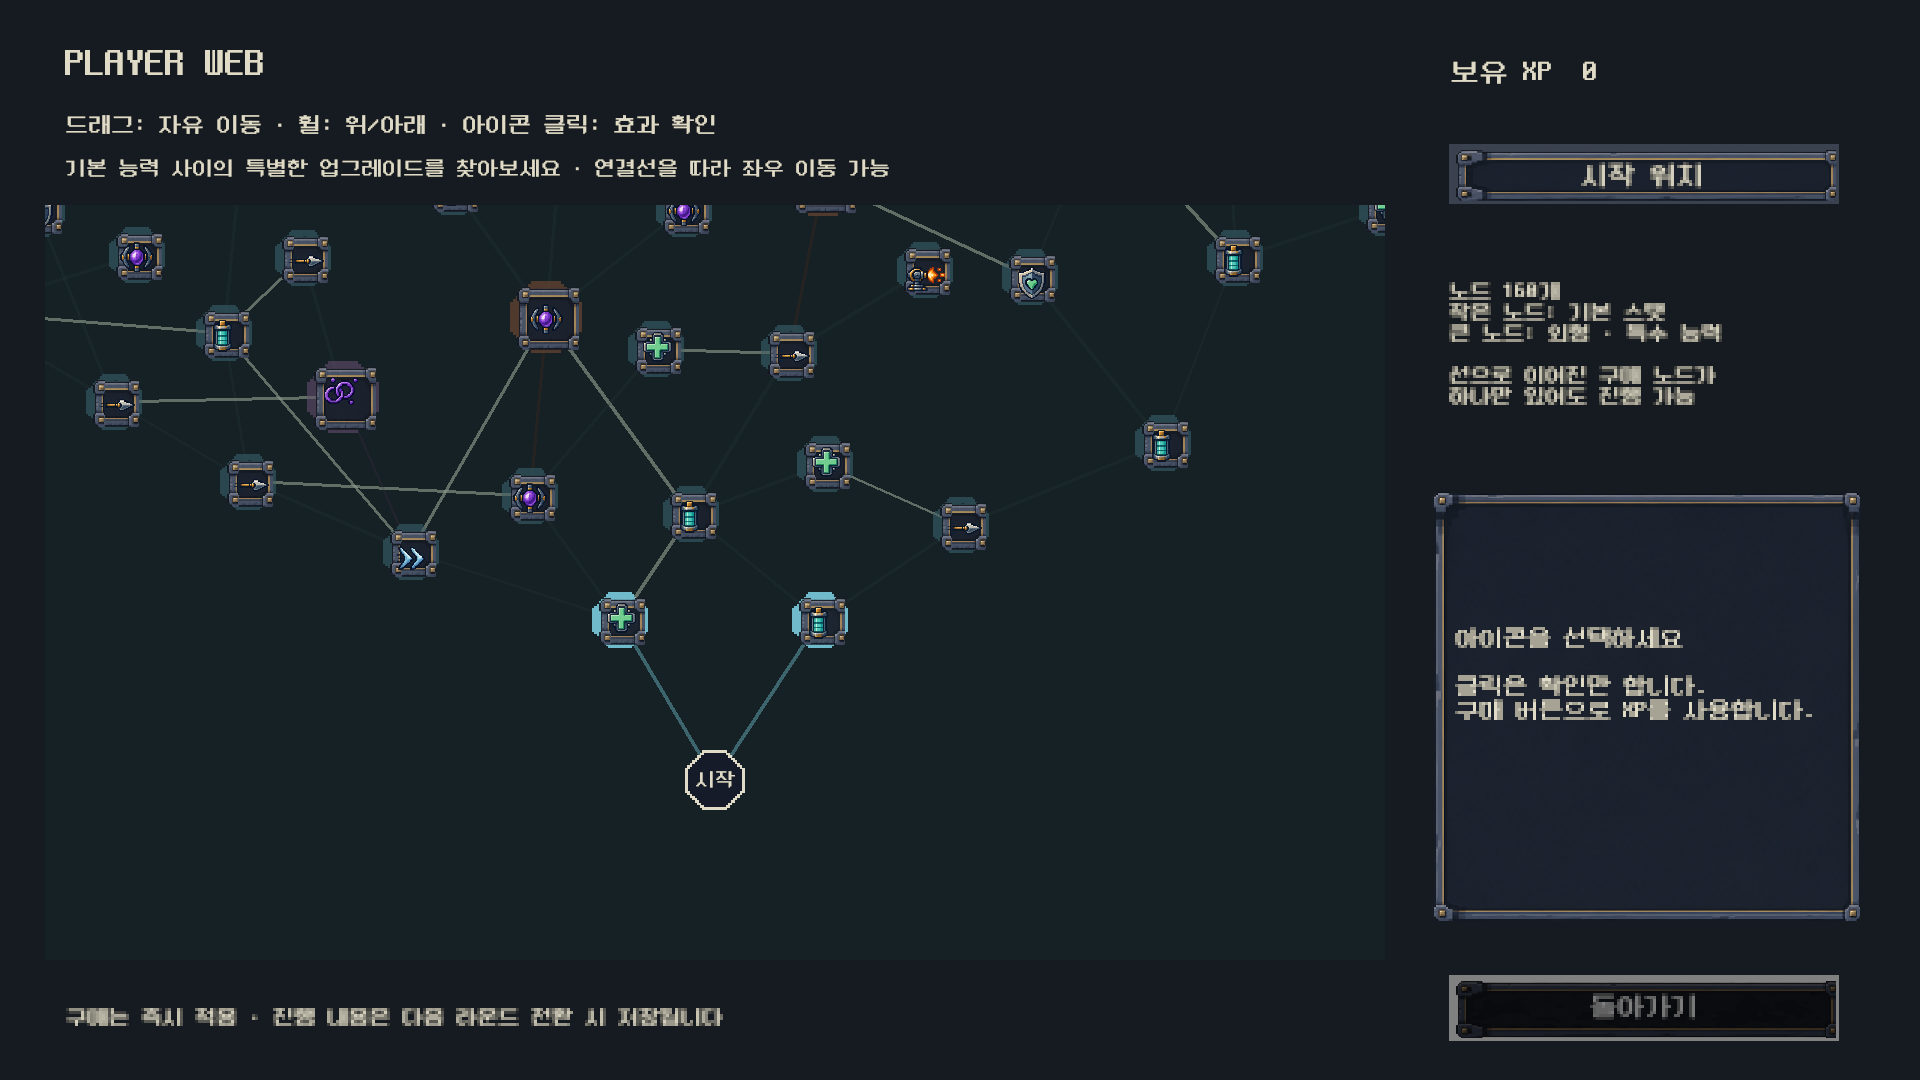 PLAYER WEB
드래그: 자유 이동 · 휠: 위/아래 · 아이콘 클릭: 효과 확인
기본 능력 사이의 특별한 업그레이드를 찾아보세요 · 연결선을 따라 좌우 이동 가능
보유 XP 0
시작 위치
노드 168개
작은 노드: 기본 스탯
큰 노드: 외형 · 특수 능력
선으로 이어진 구매 노드가
하나만 있어도 진행 가능
시작
아이콘을 선택하세요
클릭은 확인만 합니다.
구매 버튼으로 XP를 사용합니다.
구매는 즉시 적용 · 진행 내용은 다음 라운드 전환 시 저장됩니다
돌아가기